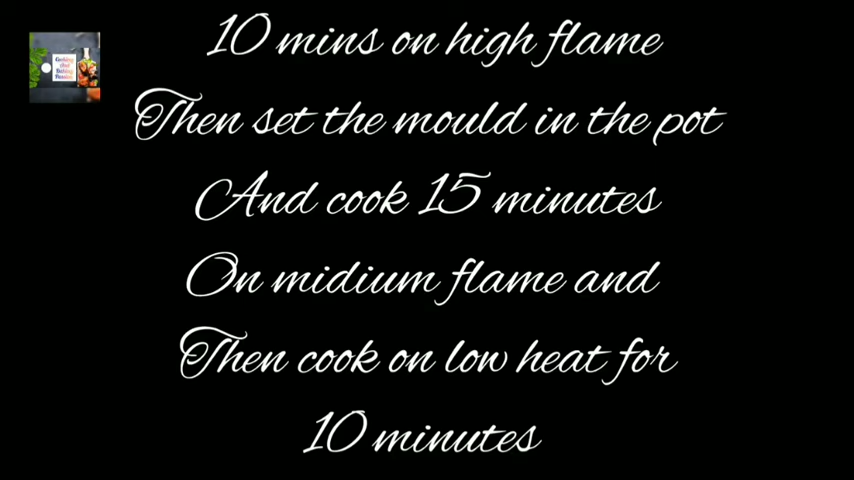 10 mins on high flame
Then set the mould in the pot
And cook 15 minutes
On midium flame and
Then cook on low heat for
10 minutes